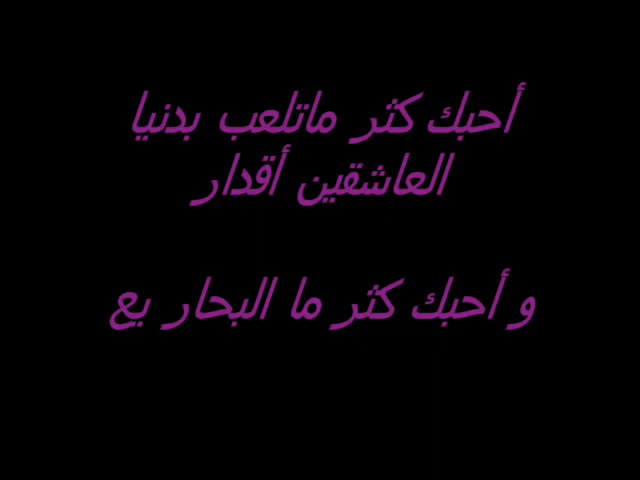 أحبك كثر ماتلعب بدنيا
العاشقين أقدار
و أحبك كثر ما البحار يع